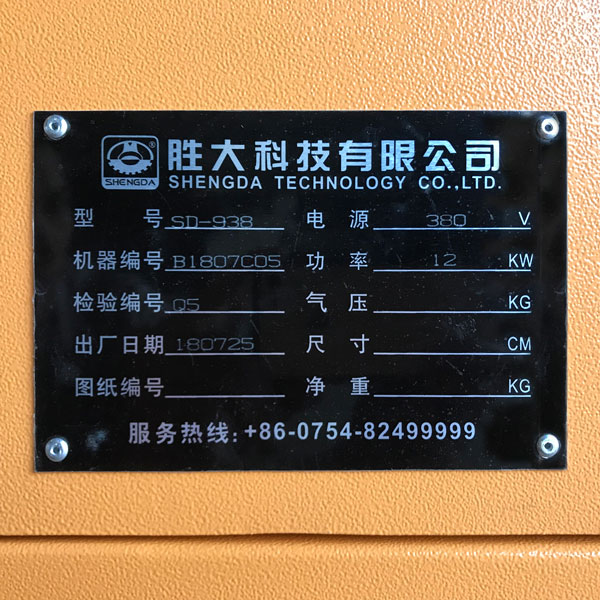 SHENGDA ® 胜大科技有限公司
SHENGDA TECHNOLOGY CO.,LTD.
型 号 SD-938 电 源 380 V
机器编号 B1807C05 功 率 12 KW
检验编号 Q5 气 压 KG
出厂日期 180725 尺 寸 CM
图纸编号 净 重 KG
服务热线:+86-0754-82499999